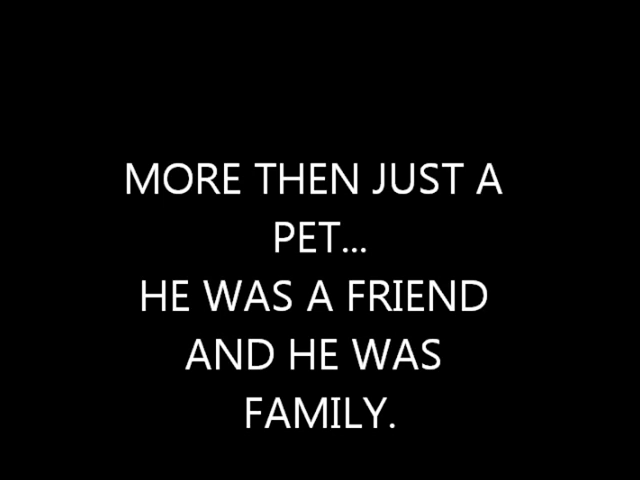 MORE THEN JUST A
PET...
HE WAS A FRIEND
AND HE WAS
FAMILY.